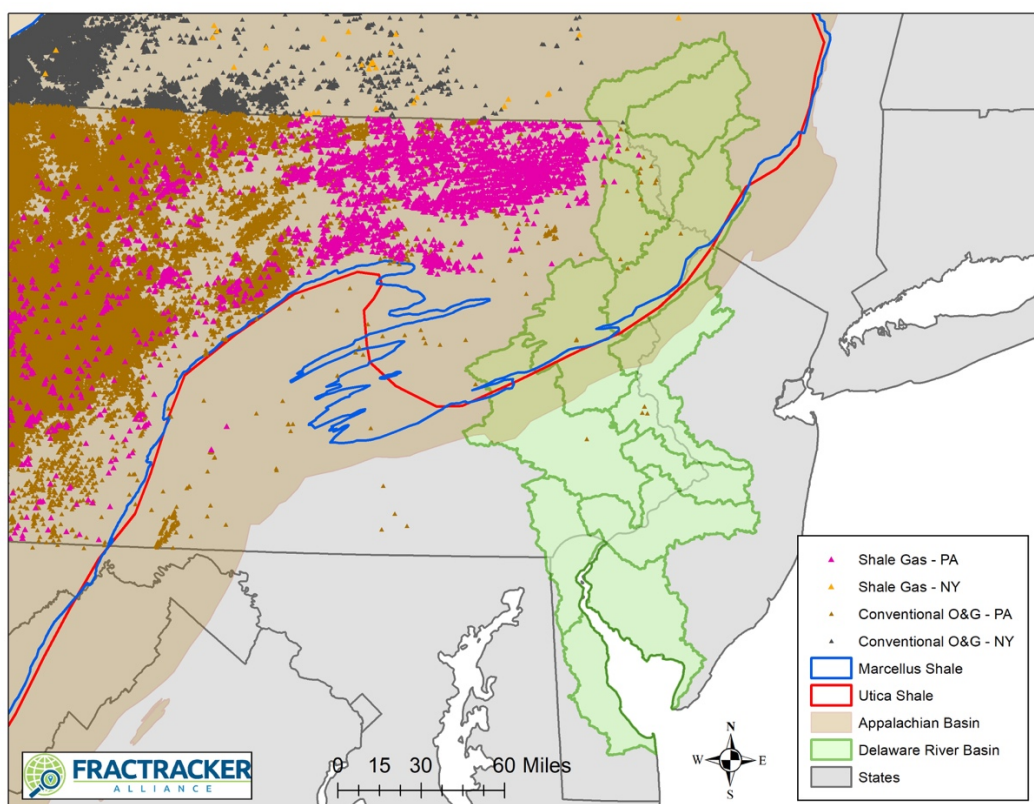 Shale Gas - PA
Shale Gas - NY
Conventional O&G - PA
Conventional O&G - NY
Marcellus Shale
Utica Shale
Appalachian Basin
Delaware River Basin
States
N
W E
S
FRACTRACKER
ALLIANCE
0 15 30 60 Miles